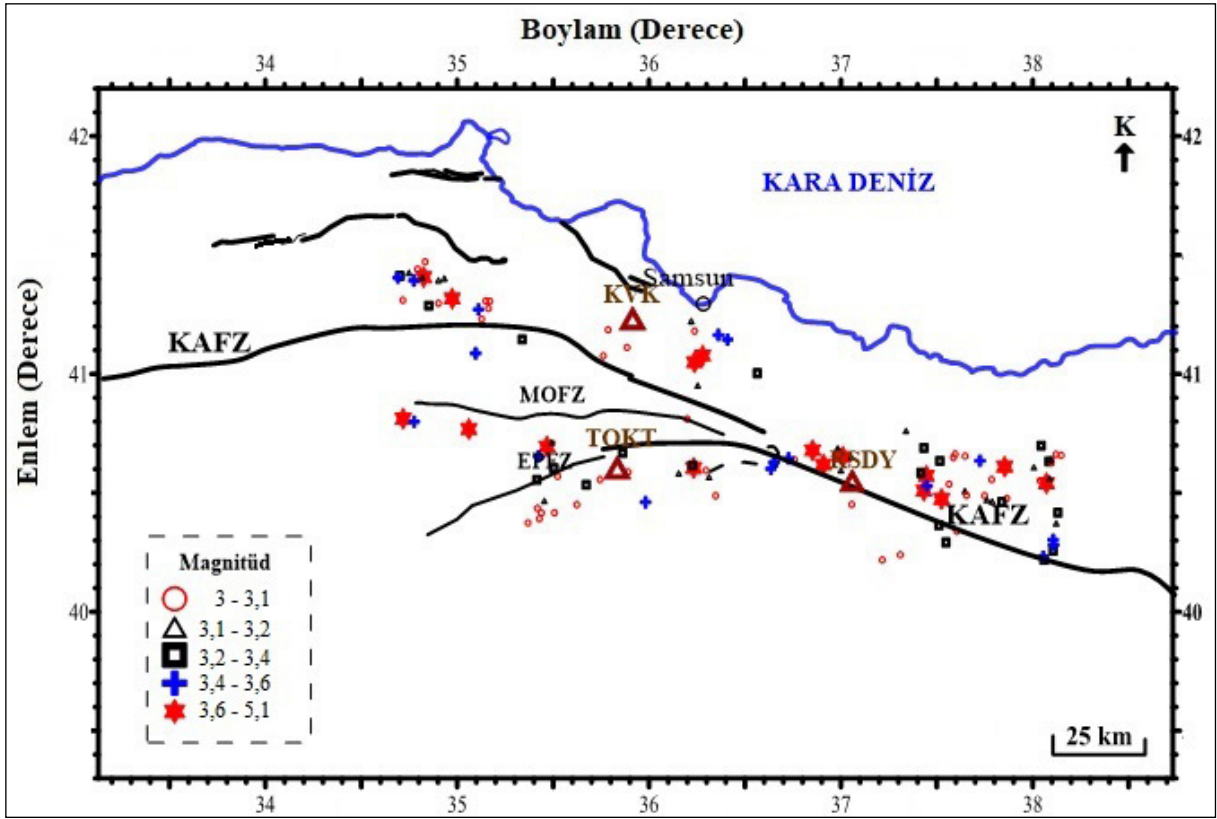 Boylam (Derece)
34 35 36 37 38
42 42
K
KARA DENİZ
Samsun
KVK
KAFZ
41 41
MOFZ
TOKT
Enlem (Derece)
KAFZ
Magnitüd
3 - 3,1
3,1 - 3,2
3,2 - 3,4
3,4 - 3,6
3,6 - 5,1
40 40
25 km
34 35 36 37 38